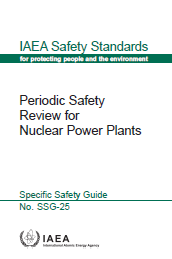 IAEA Safety Standards
for protecting people and the environment
Periodic Safety
Review for
Nuclear Power Plants
Specific Safety Guide
No. SSG-25
IAEA
International Atomic Energy Agency